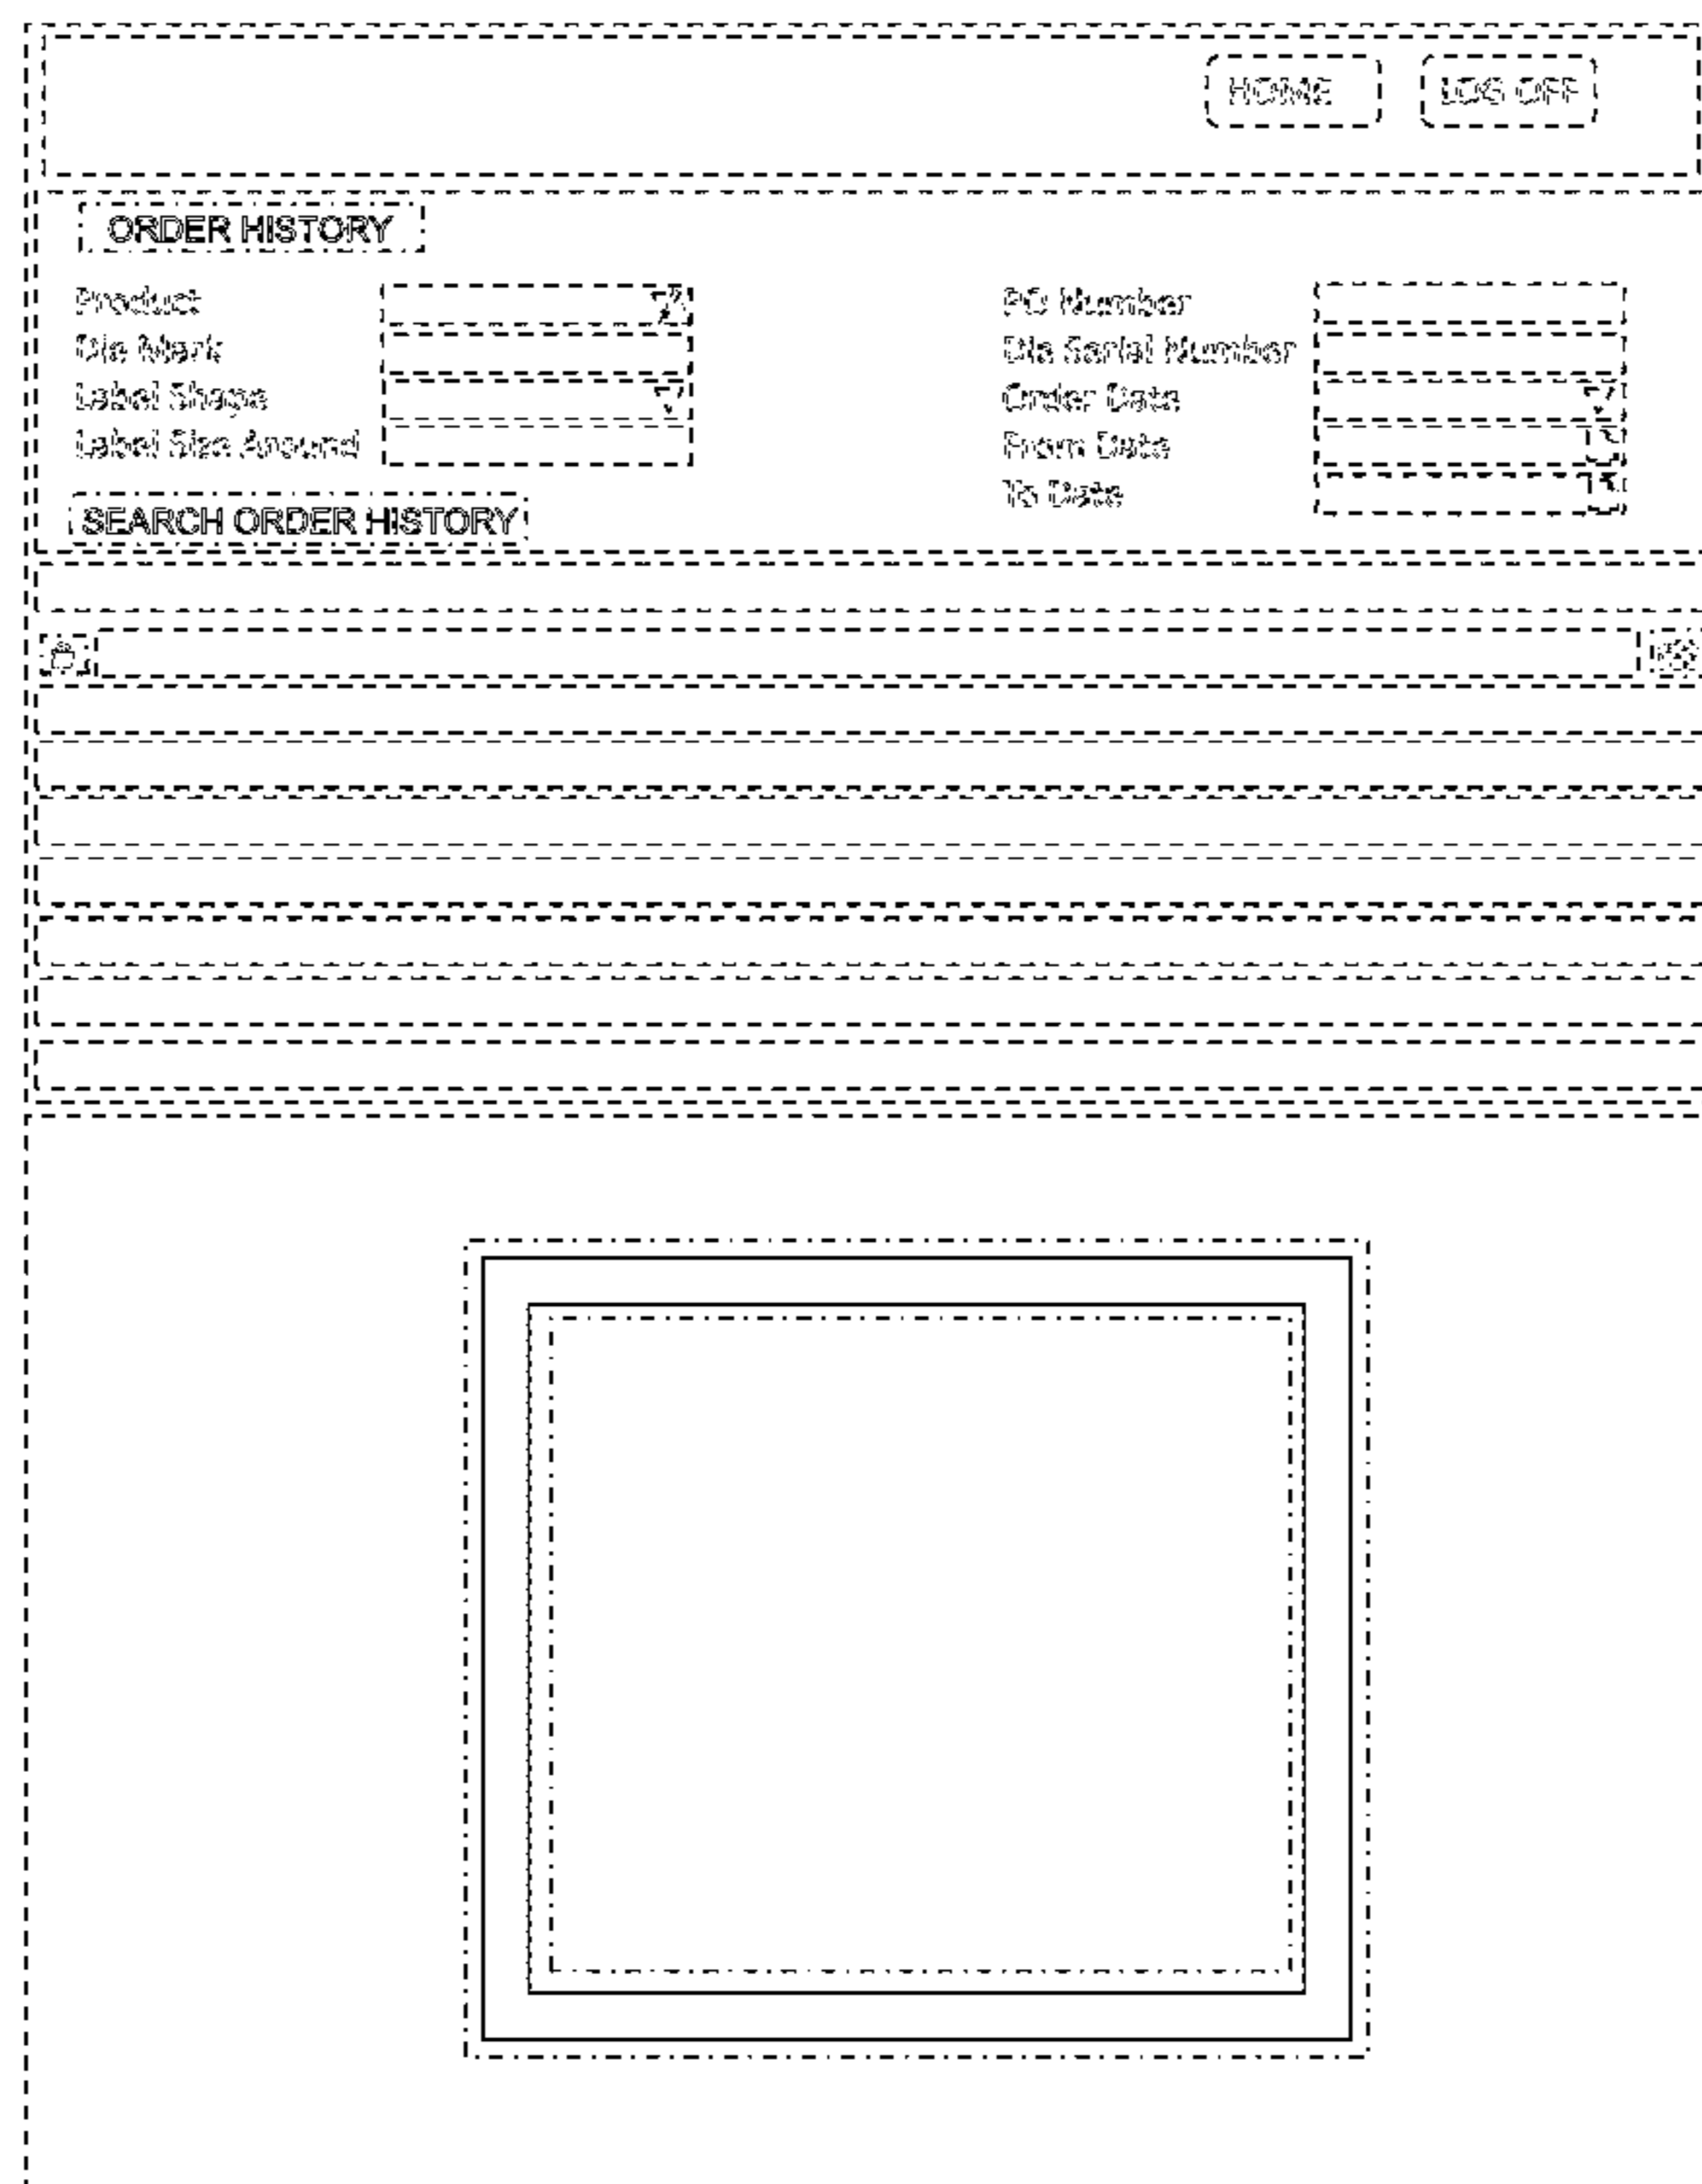 HOME LOG OFF
ORDER HISTORY
Product
Die Mark
Label Shape
Label Size Around
PO Number
Die Serial Number
Order Date
From Date
To Date
SEARCH ORDER HISTORY